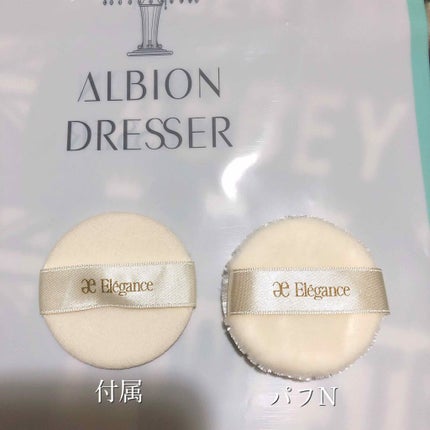 ALBION
DRESSER
æ Elégance
æ Elégance
付属
パフN